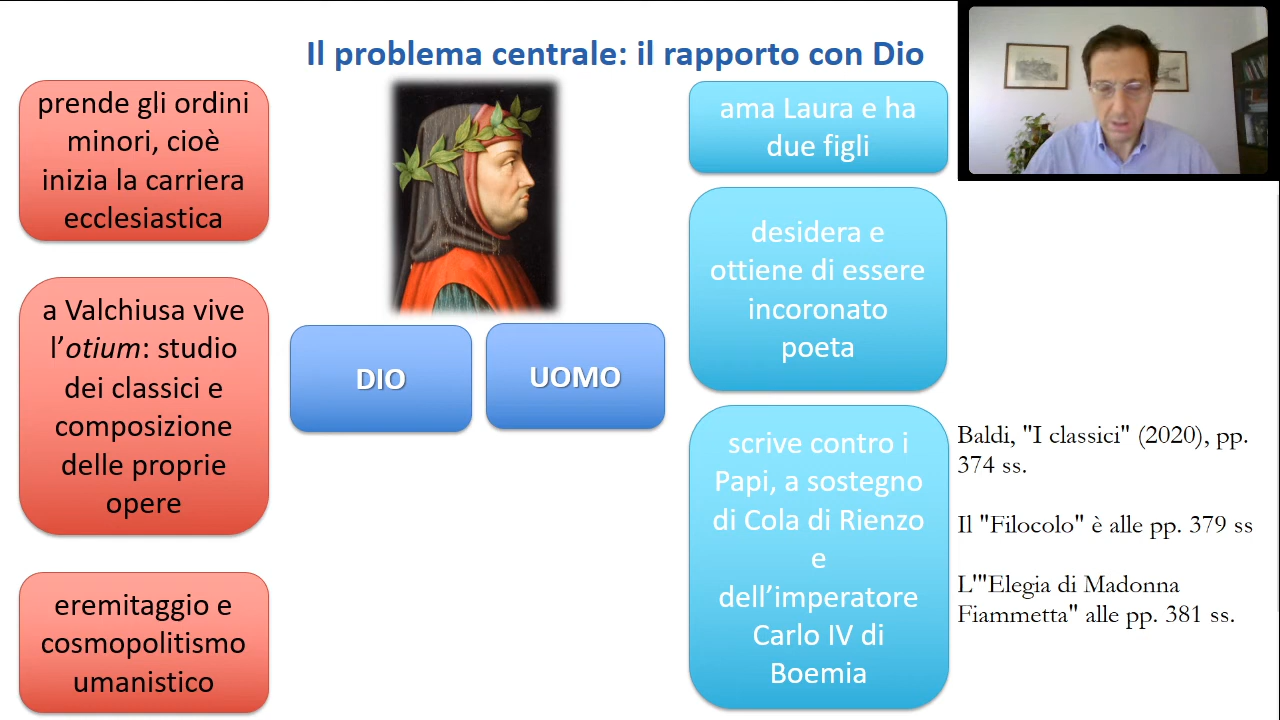 Il problema centrale: il rapporto con Dio
prende gli ordini
minori, cioè
inizia la carriera
ecclesiastica
a Valchiusa vive
l’otium: studio
dei classici e
composizione
delle proprie
opere
eremitaggio e
cosmopolitismo
umanistico
DIO
UOMO
ama Laura e ha
due figli
desidera e
ottiene di essere
incoronato
poeta
scrive contro i
Papi, a sostegno
di Cola di Rienzo
e
dell’imperatore
Carlo IV di
Boemia
Baldi, "I classici" (2020), pp.
374 ss.
Il "Filocolo" è alle pp. 379 ss
L'"Elegia di Madonna
Fiammetta" alle pp. 381 ss.